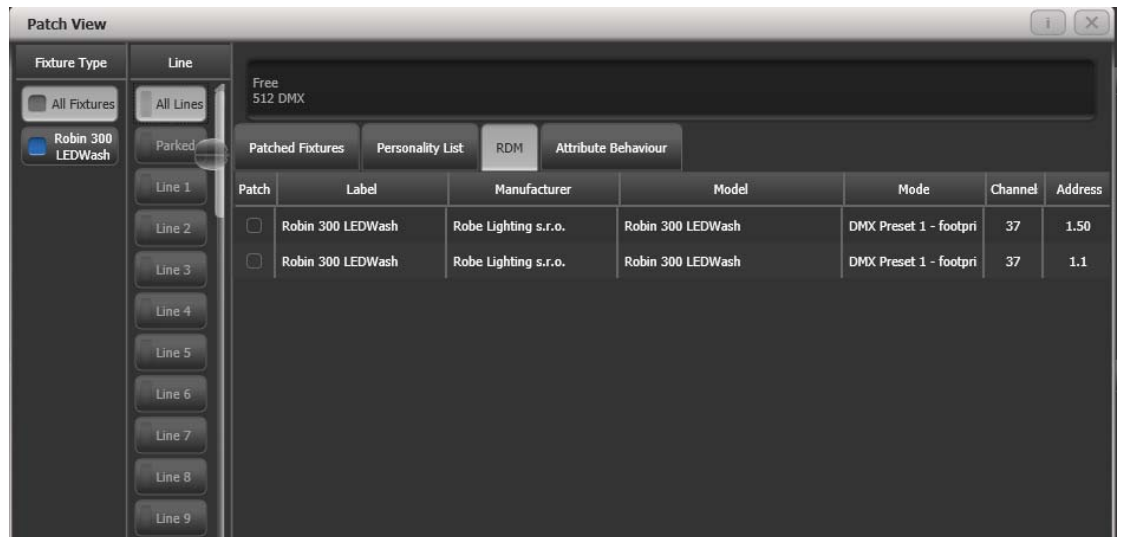 Patch View
i
Fixture Type
Line
All Fixtures
Robin 300
LEDWash
All Lines
Parked
Line 1
Line 2
Line 3
Line 4
Line 5
Line 6
Line 7
Line 8
Line 9
Free
512 DMX
Patched Fixtures Personality List RDM Attribute Behaviour
Patch Label Manufacturer Model Mode Channel Address
Robin 300 LEDWash Robe Lighting s.r.o. Robin 300 LEDWash DMX Preset 1 - footpri 37 1.50
Robin 300 LEDWash Robe Lighting s.r.o. Robin 300 LEDWash DMX Preset 1 - footpri 37 1.1